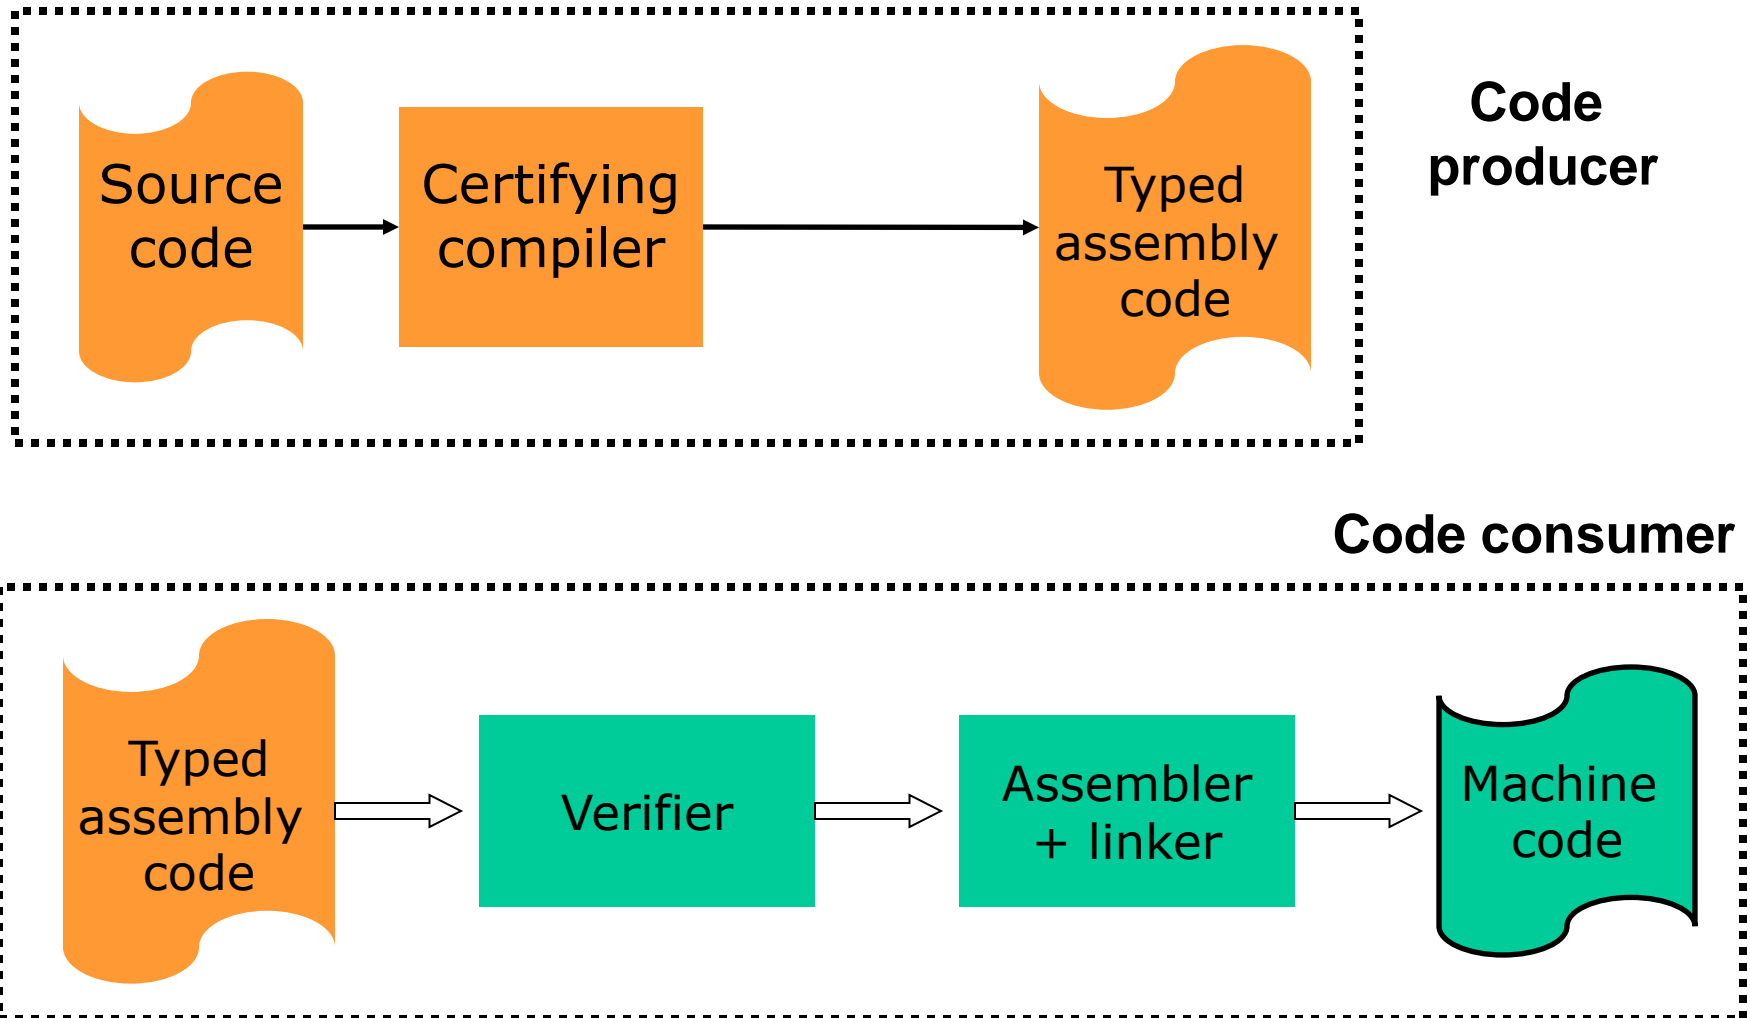 Source
code
Certifying
compiler
Typed
assembly
code
Code
producer
Code consumer
Typed
assembly
code
Verifier
Assembler
+ linker
Machine
code